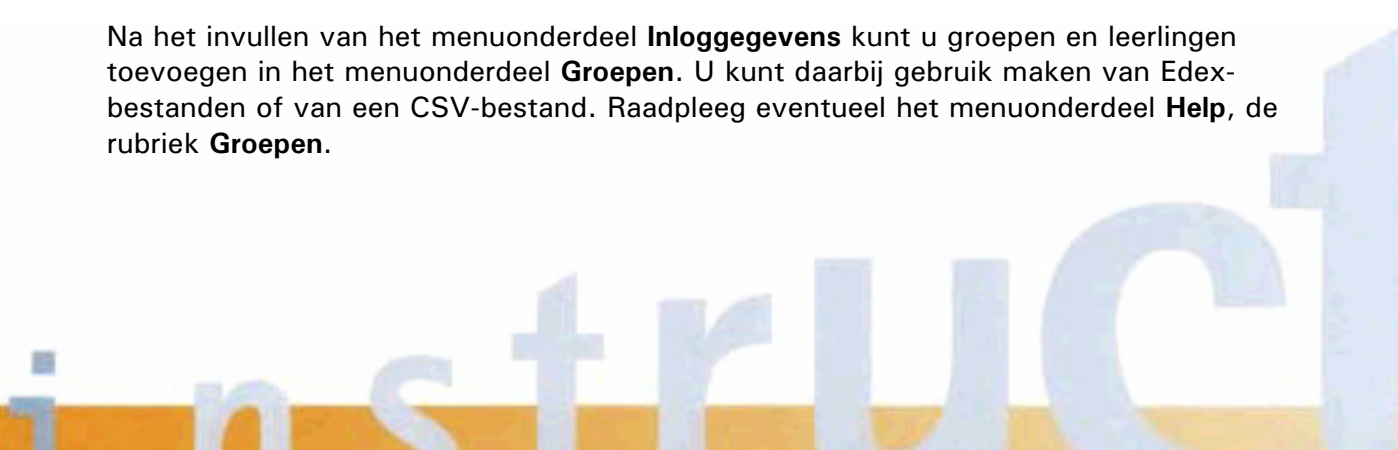 Na het invullen van het menuonderdeel Inloggegevens kunt u groepen en leerlingen
toevoegen in het menuonderdeel Groepen. U kunt daarbij gebruik maken van Edex-
bestanden of van een CSV-bestand. Raadpleeg eventueel het menuonderdeel Help, de
rubriek Groepen.
instruct